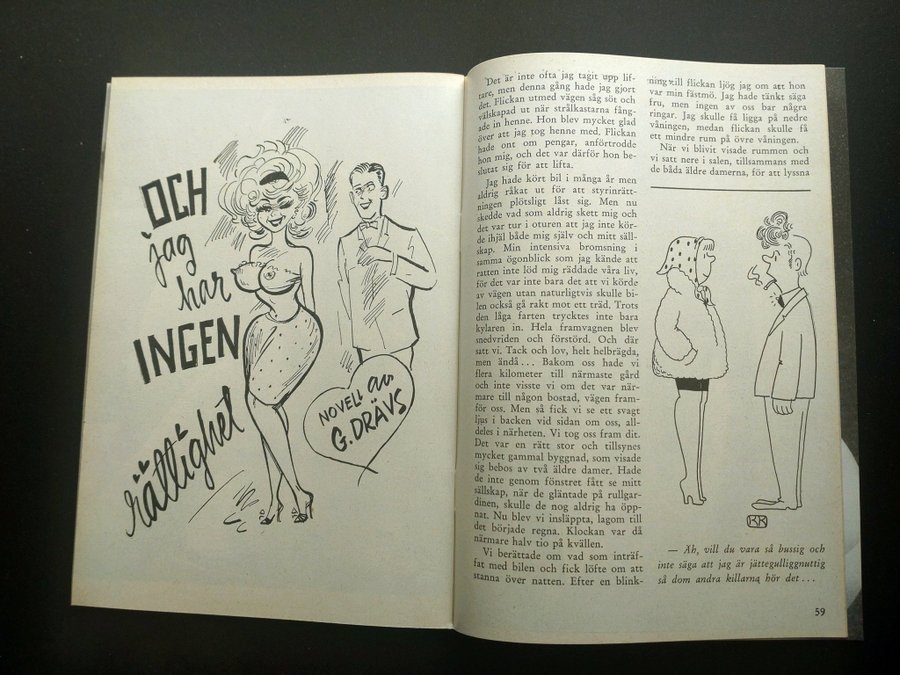 OCH
jag
har
INGEN
rättighet
NOVELL av
G. DRÄVS
Det är inte ofta jag tagit upp lif-
tare, men denna gång hade jag gjort
det. Flickan utmed vägen såg söt och
välskapad ut när strålkastarna fång-
ade in henne. Hon blev mycket glad
över att jag tog henne med. Flickan
hade ont om pengar, anförtrodde
hon mig, och det var därför hon be-
slutat sig för att lifta.
Jag hade kört bil i många år men
aldrig råkat ut för att styrinrätt-
ningen plötsligt låst sig. Men nu
skedde vad som aldrig skett mig och
det var tur i oturen att jag inte kör-
de ihjäl både mig själv och mitt säll-
skap. Min intensiva bromsning i
samma ögonblick som jag kände att
ratten inte löd mig räddade våra liv,
för det var inte bara det att vi körde
av vägen utan naturligtvis skulle bi-
len också gå rakt mot ett träd. Trots
den låga farten trycktes inte bara
kylaren in. Hela framvagnen blev
snedvriden och förstörd. Och där
satt vi. Tack och lov, helt helbrägda,
men ändå... Bakom oss hade vi
flera kilometer till närmaste gård
och inte visste vi om det var när-
mare till någon bostad, vägen fram-
för oss. Men så fick vi se ett svagt
ljus i backen vid sidan om oss, all-
deles i närheten. Vi tog oss fram dit.
Det var en rätt stor och tillsynes
mycket gammal byggnad, som visade
sig bebos av två äldre damer. Hade
de inte genom fönstret fått se mitt
sällskap, när de gläntade på rullgar-
dinen, skulle de nog aldrig ha öpp-
nat. Nu blev vi insläppta, lagom till
det började regna. Klockan var då
närmare halv tio på kvällen.
Vi berättade om vad som inträf-
fat med bilen och fick löfte om att
stanna över natten. Efter en blink-
ning till flickan ljög jag om att hon
var min fästmö. Jag hade tänkt säga
fru, men ingen av oss bar några
ringar. Jag skulle få ligga på nedre
våningen, medan flickan skulle få
ett mindre rum på övre våningen.
När vi blivit visade rummen och
vi satt nere i salen, tillsammans med
de båda äldre damerna, för att lyssna
KK
— Äh, vill du vara så bussig och
inte säga att jag är jättegulliggnuttig
så dom andra killarna hör det...
59